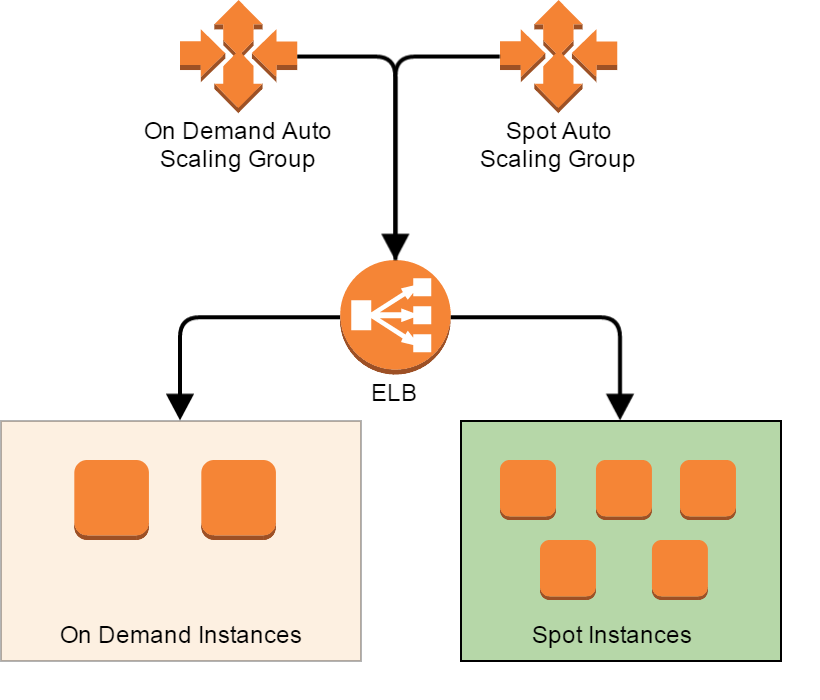 On Demand Auto
Scaling Group
Spot Auto
Scaling Group
ELB
On Demand Instances
Spot Instances